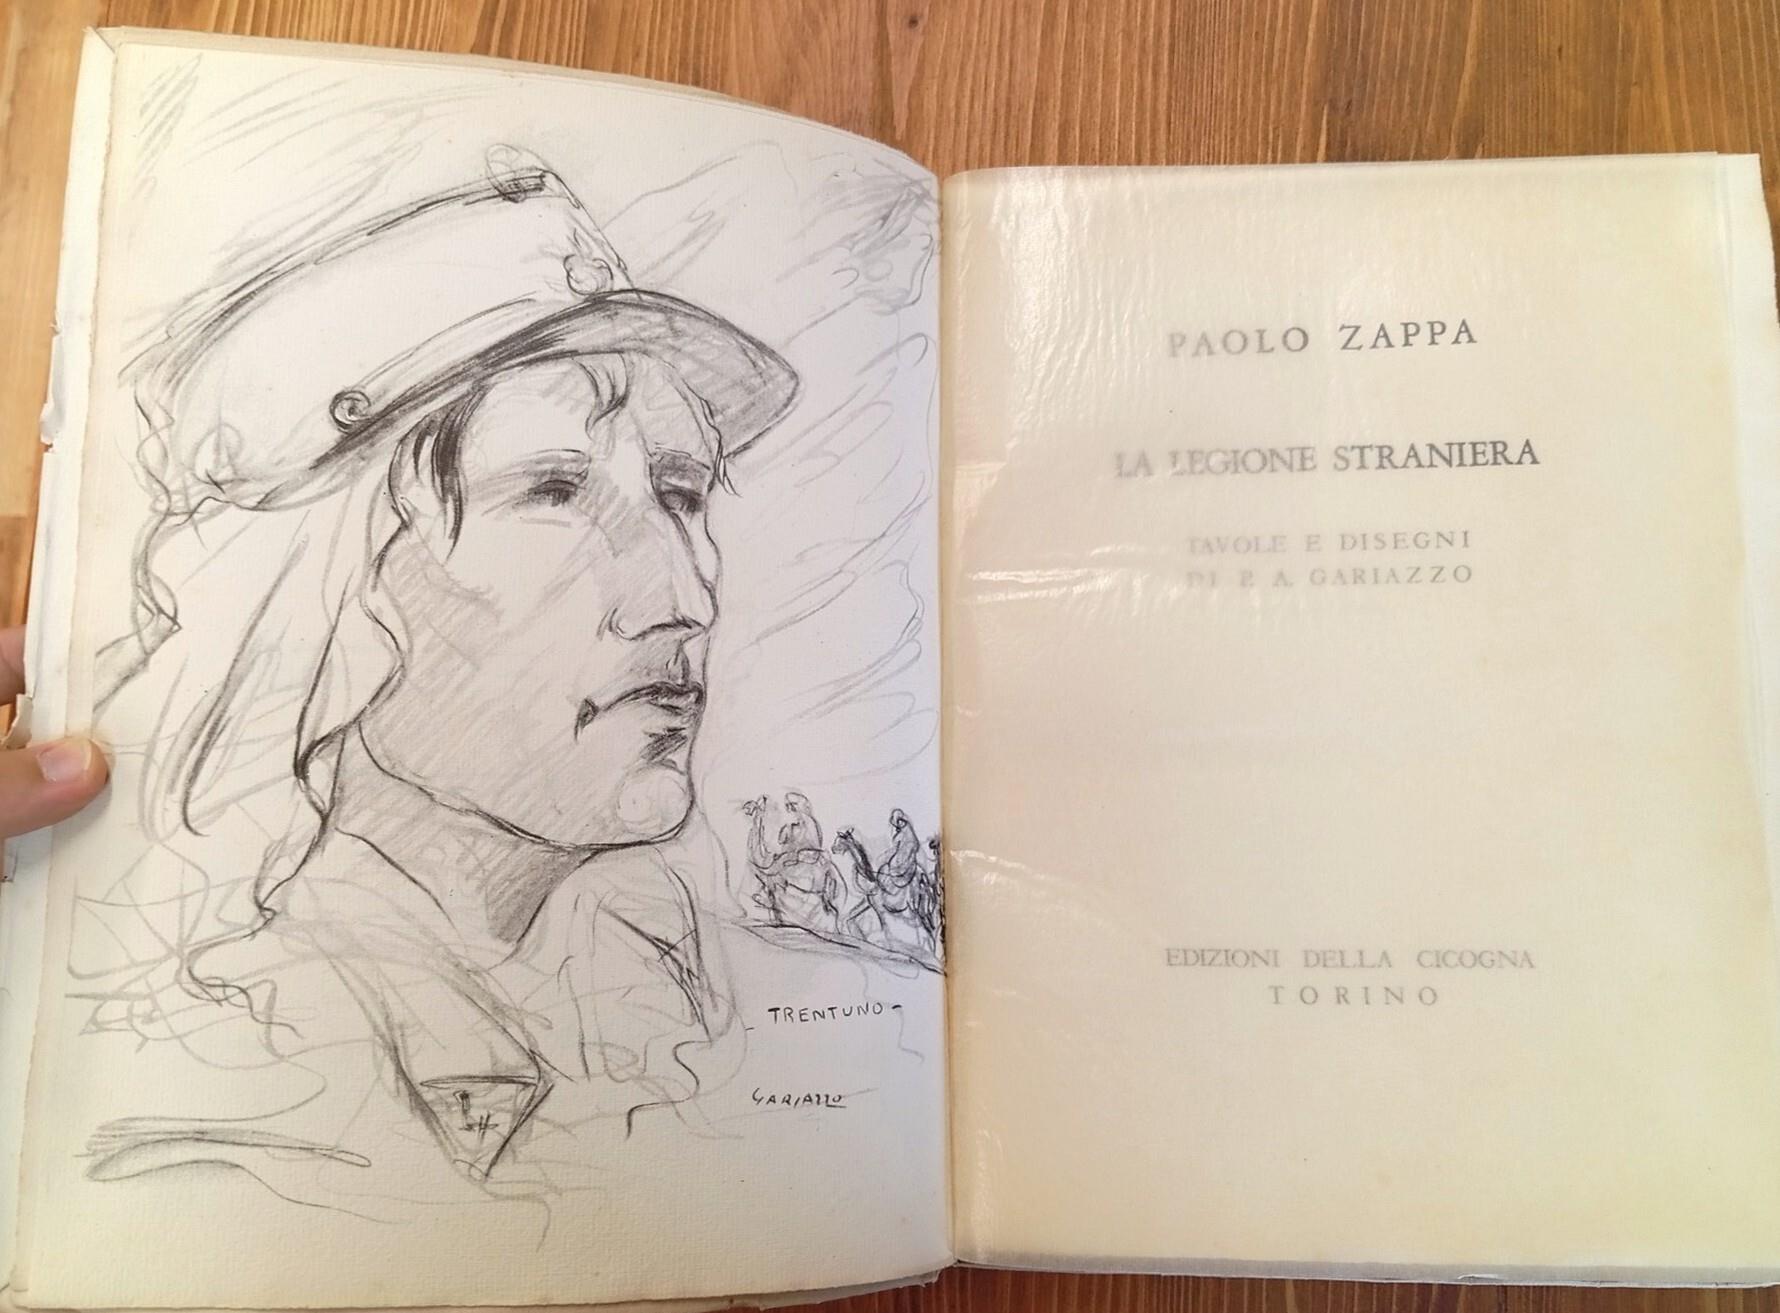 - TRENTUNO -
GARIAZZO
PAOLO ZAPPA
LA LEGIONE STRANIERA
TAVOLE E DISEGNI
DI P. A. GARIAZZO
EDIZIONI DELLA CICOGNA
TORINO